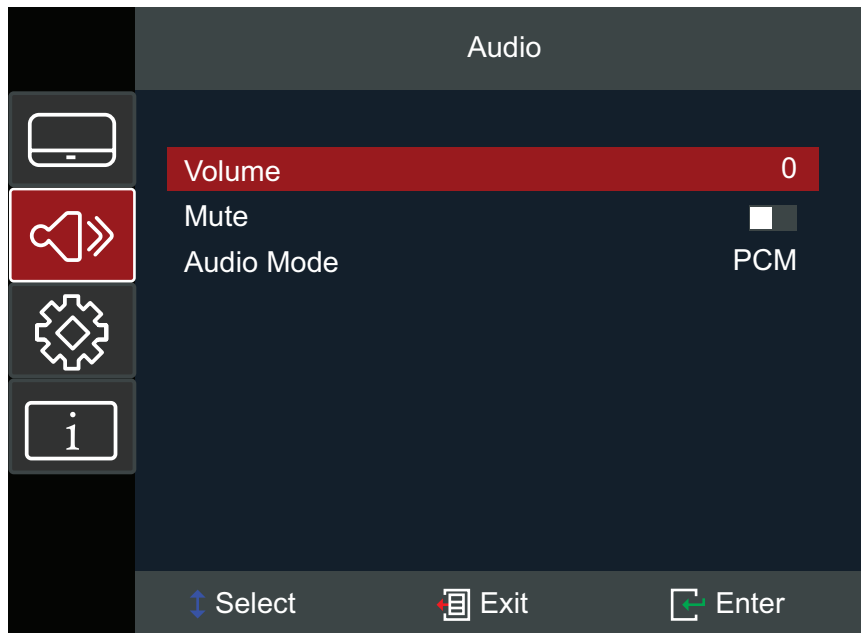 Audio
Volume 0
Mute
Audio Mode PCM
i
Select Exit Enter